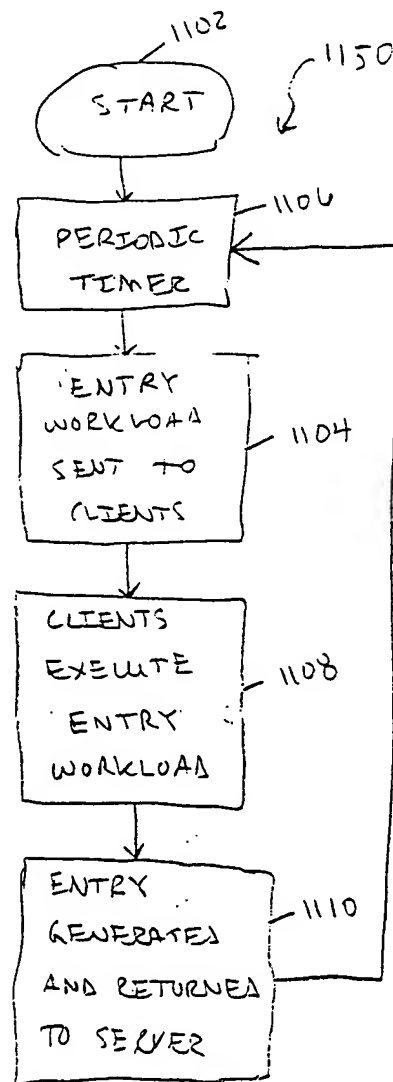 1102
START
1150
1106
PERIODIC
TIMER
ENTRY
WORKLOAD
SENT TO
CLIENTS
1104
CLIENTS
EXECUTE
ENTRY
WORKLOAD
1108
ENTRY
GENERATED
AND RETURNED
TO SERVER
1110